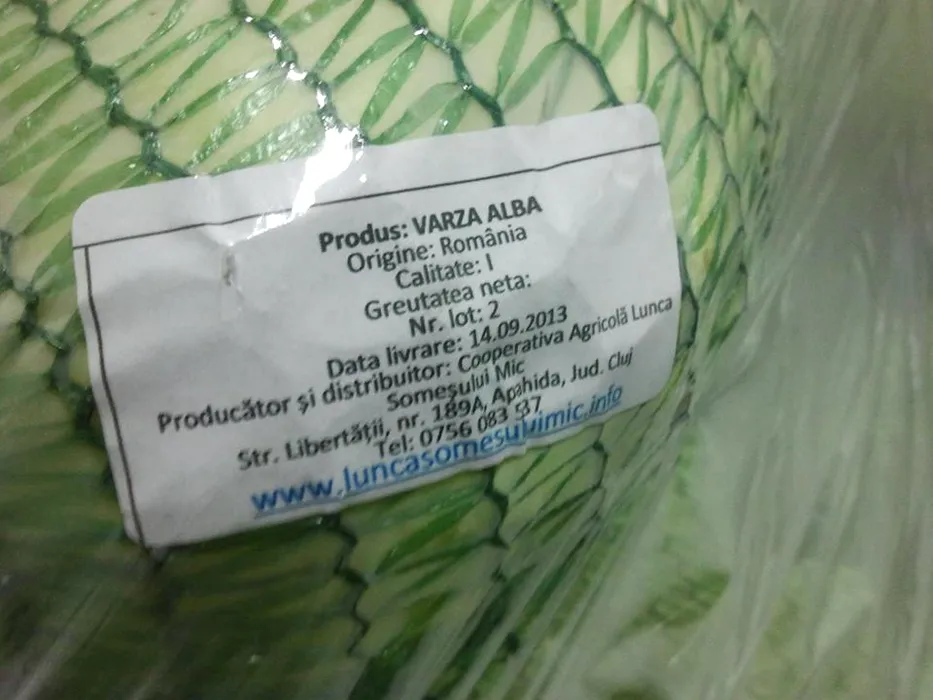 Produs: VARZA ALBA
Origine: România
Calitate: I
Greutatea neta:
Nr. lot: 2
Data livrare: 14.09.2013
Producător și distribuitor: Cooperativa Agricolă Lunca
Someșului Mic
Str. Libertății, nr. 189A, Apahida, Jud. Cluj
Tel: 0756 083
www.luncasomesuluimic.info